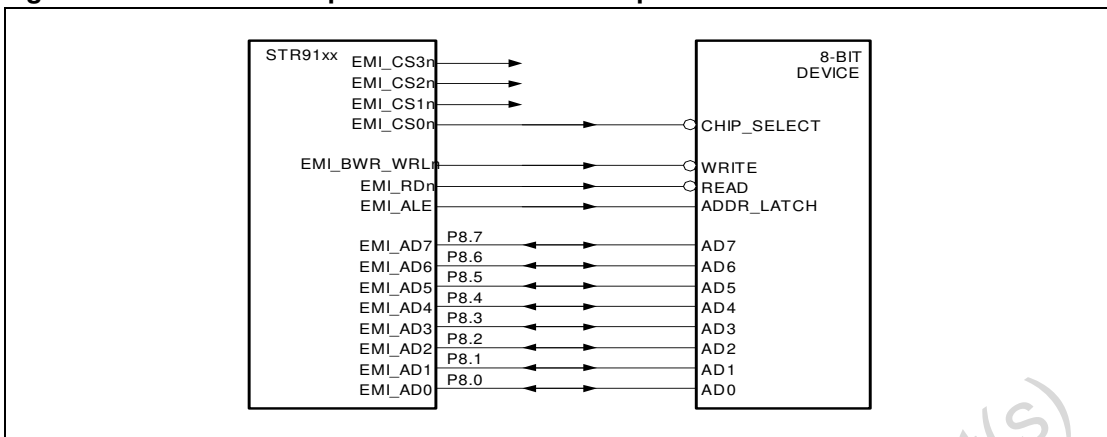 STR91xx
EMI_CS3n
EMI_CS2n
EMI_CS1n
EMI_CS0n
EMI_BWR_WRLn
EMI_RDn
EMI_ALE
EMI_AD7 P8.7
EMI_AD6 P8.6
EMI_AD5 P8.5
EMI_AD4 P8.4
EMI_AD3 P8.3
EMI_AD2 P8.2
EMI_AD1 P8.1
EMI_AD0 P8.0
8-BIT
DEVICE
CHIP_SELECT
WRITE
READ
ADDR_LATCH
AD7
AD6
AD5
AD4
AD3
AD2
AD1
AD0